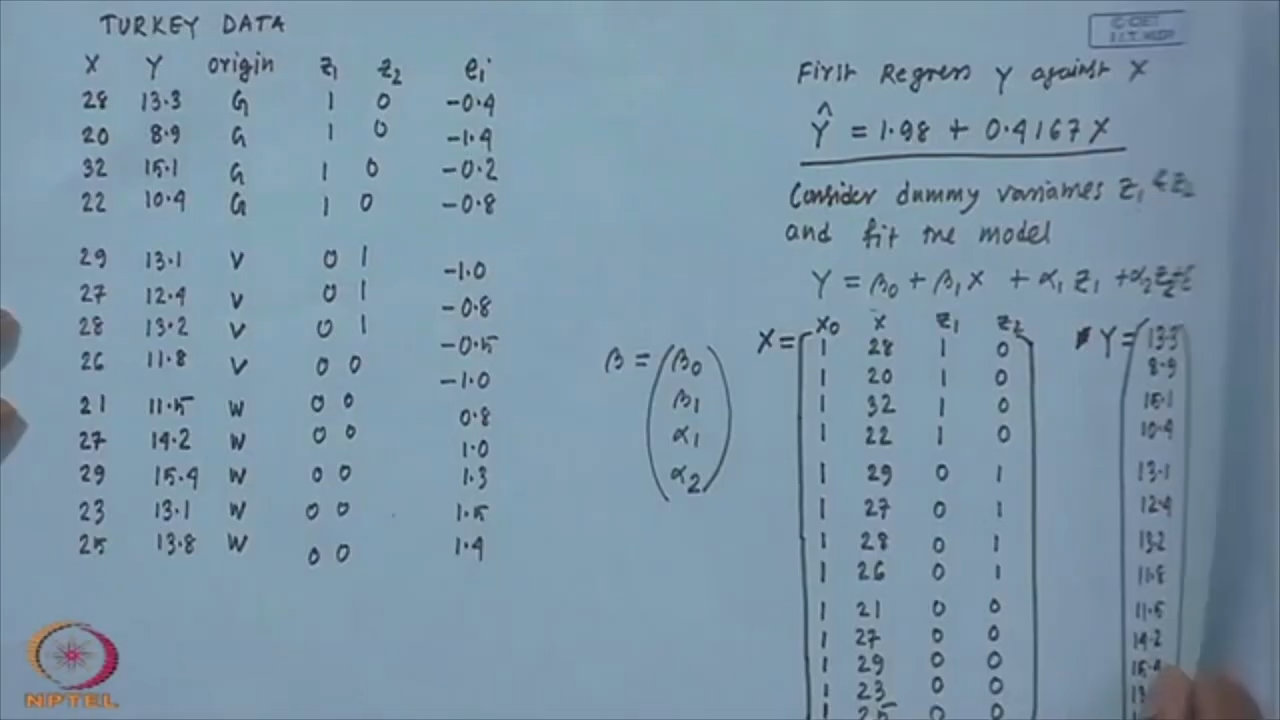 TURKEY DATA
X Y origin z₁ z₂ eᵢ
28 13.3 G 1 0 -0.4
20 8.9 G 1 0 -1.4
32 15.1 G 1 0 -0.2
22 10.4 G 1 0 -0.8
29 13.1 V 0 1 -1.0
27 12.4 V 0 1 -0.8
28 13.2 V 0 1 -0.5
26 11.8 V 0 0 -1.0
21 11.5 W 0 0 0.8
27 14.2 W 0 0 1.0
29 15.4 W 0 0 1.3
23 13.1 W 0 0 1.5
25 13.8 W 0 0 1.4
First Regress Y against X
Ŷ = 1.98 + 0.4167 X
Consider dummy variables z₁ & z₂
and fit the model
Y = β₀ + β₁ X + α₁ z₁ + α₂ z₂ + ε
β = (β₀
β₁
α₁
α₂)
X =
X₀ X z₁ z₂
1 28 1 0
1 20 1 0
1 32 1 0
1 22 1 0
1 29 0 1
1 27 0 1
1 28 0 1
1 26 0 1
1 21 0 0
1 27 0 0
1 29 0 0
1 23 0 0
1 25 0 0
Y =
13.3
8.9
15.1
10.4
13.1
12.4
13.2
11.8
11.5
14.2
15.4
NPTEL